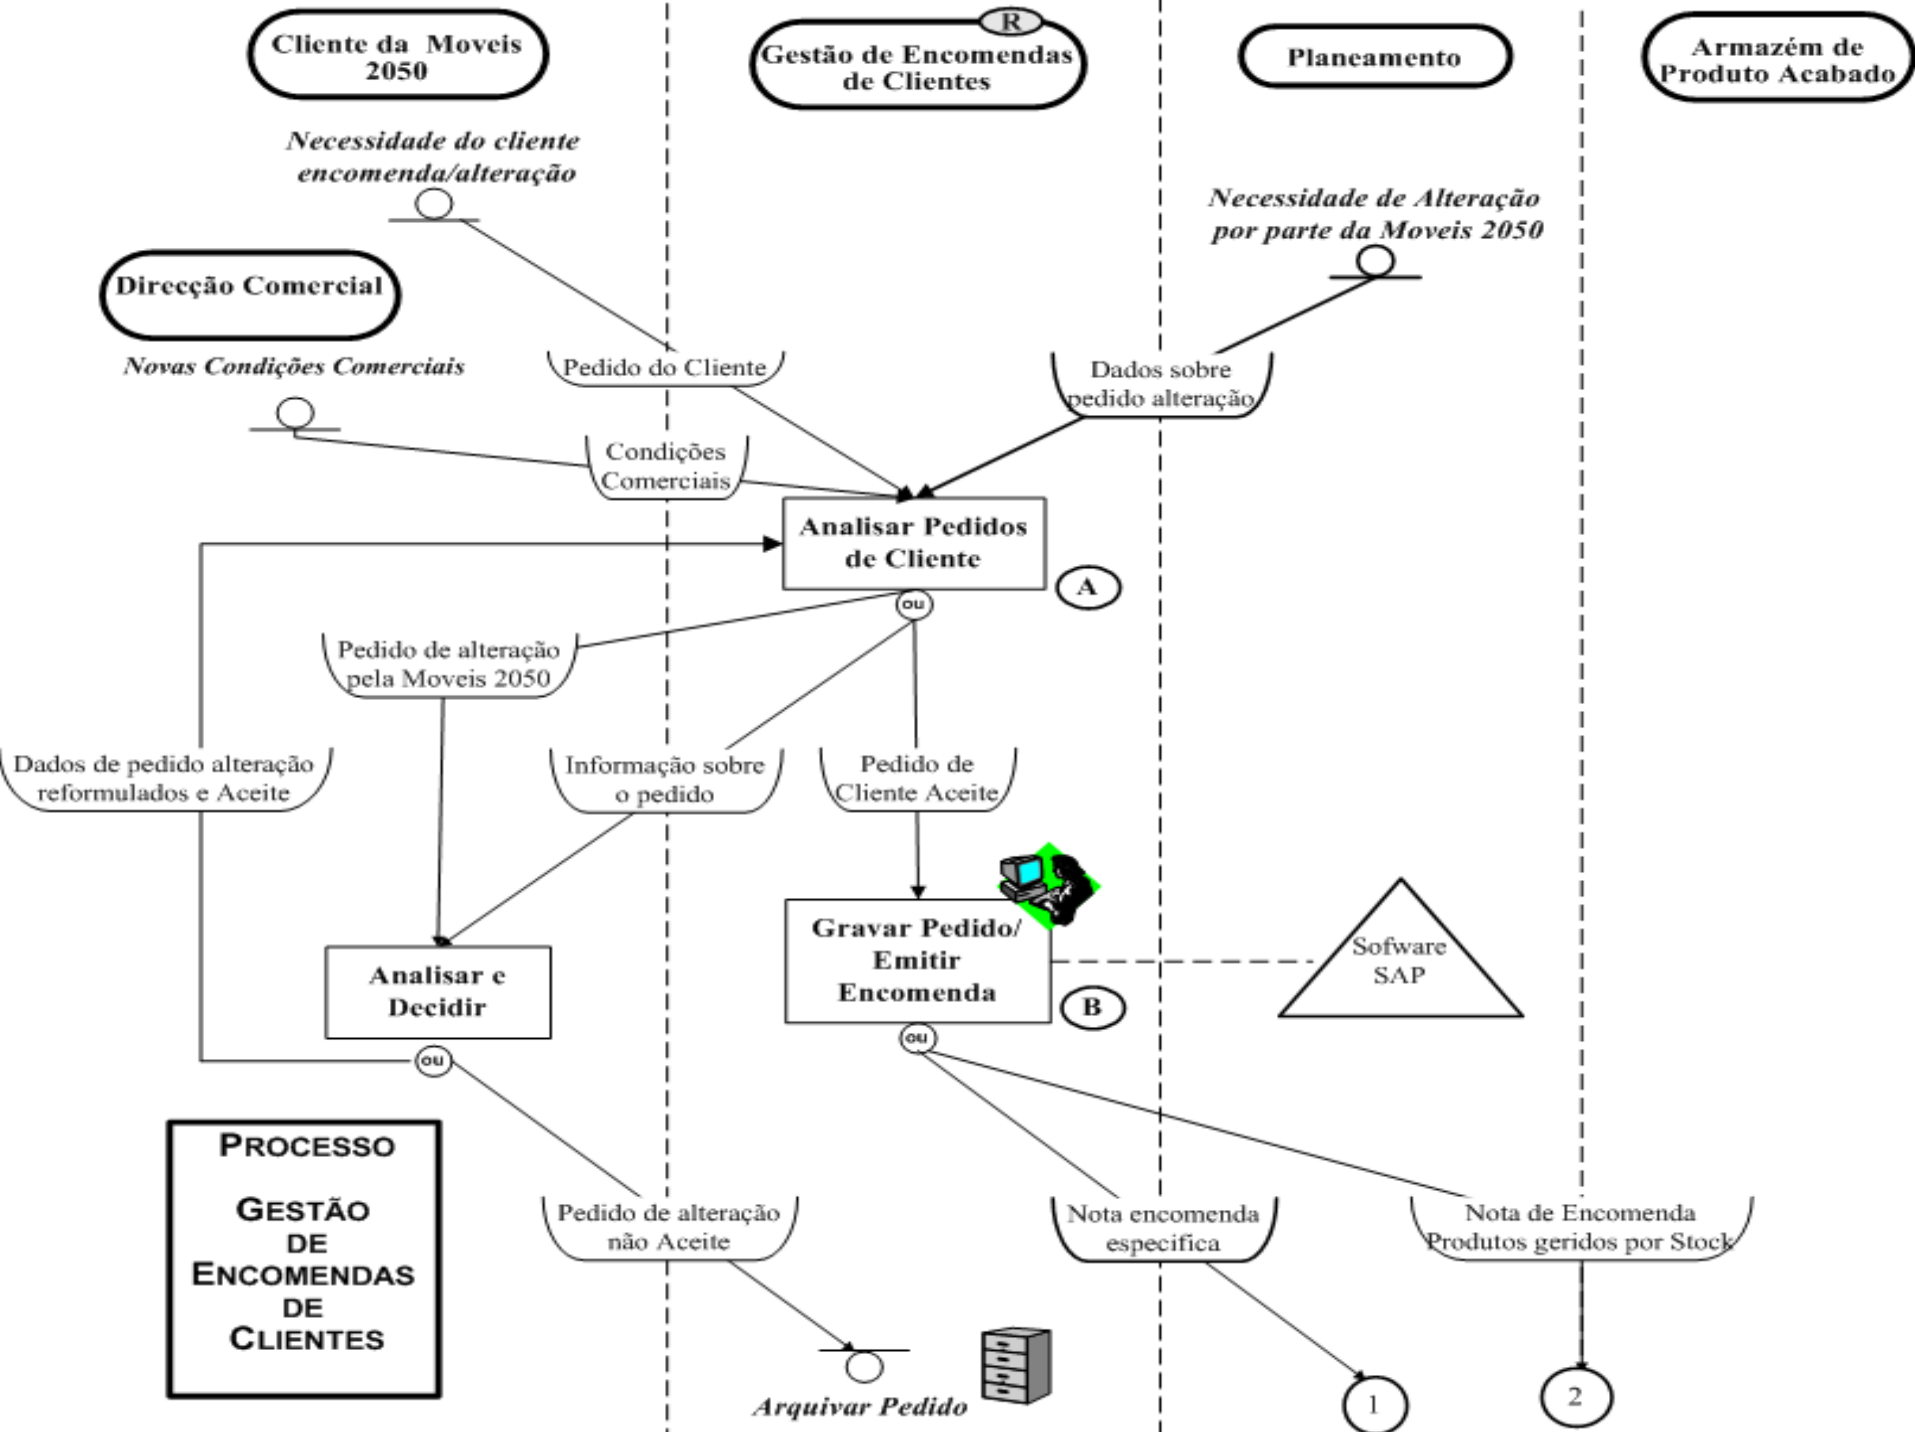 Cliente da Moveis
2050
R
Gestão de Encomendas
de Clientes
Planeamento
Armazém de
Produto Acabado
Necessidade do cliente
encomenda/alteração
Necessidade de Alteração
por parte da Moveis 2050
Direcção Comercial
Novas Condições Comerciais
Pedido do Cliente
Dados sobre
pedido alteração
Condições
Comerciais
Analisar Pedidos
de Cliente
A
ou
Pedido de alteração
pela Moveis 2050
Dados de pedido alteração
reformulados e Aceite
Informação sobre
o pedido
Pedido de
Cliente Aceite
Gravar Pedido/
Emitir
Encomenda
B
ou
Sofware
SAP
Analisar e
Decidir
ou
PROCESSO
GESTÃO
DE
ENCOMENDAS
DE
CLIENTES
Pedido de alteração
não Aceite
Nota encomenda
especifica
Nota de Encomenda
Produtos geridos por Stock
Arquivar Pedido
1
2